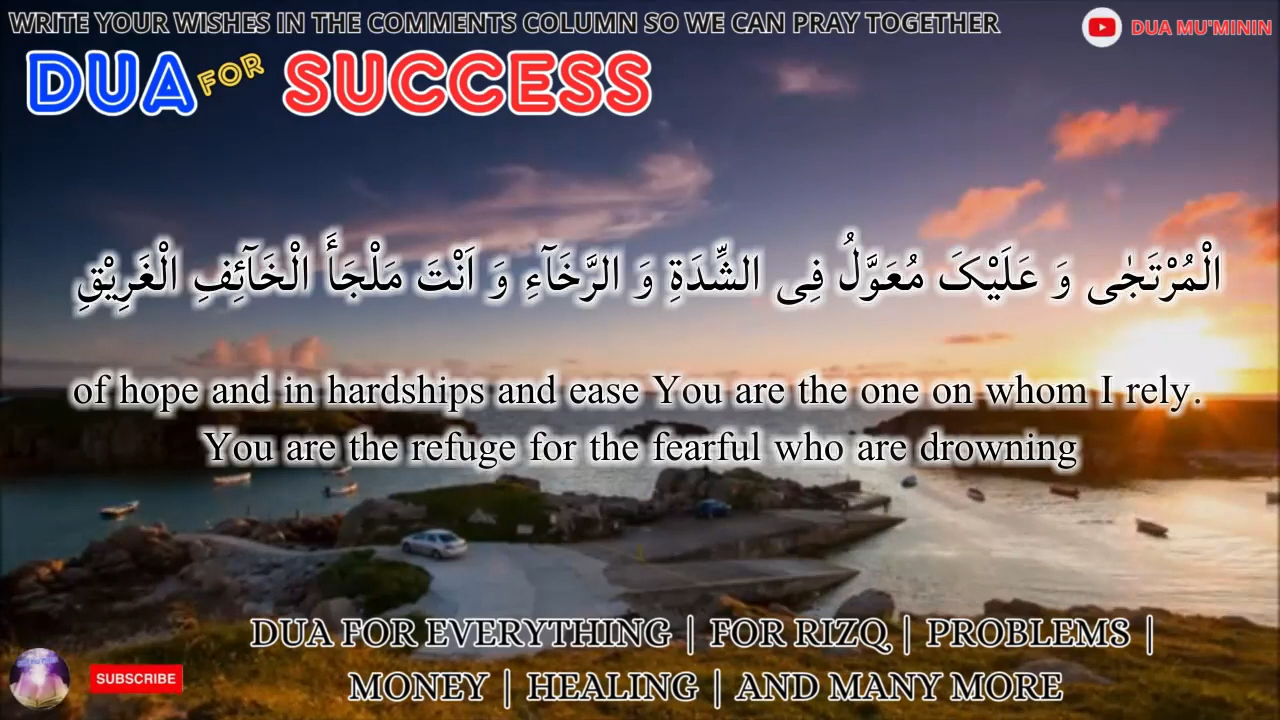 WRITE YOUR WISHES IN THE COMMENTS COLUMN SO WE CAN PRAY TOGETHER
DUA MU'MININ
DUA FOR SUCCESS
الْمُرْتَجٰى وَ عَلَيْکَ مُعَوَّلُ فِى الشِّدَةِ وَ الرَّخَآءِ وَ اَنْتَ مَلْجَأَ الْخَآئِفِ الْغَرِيْقِ
of hope and in hardships and ease You are the one on whom I rely.
You are the refuge for the fearful who are drowning
DUA FOR EVERYTHING | FOR RIZQ | PROBLEMS |
SUBSCRIBE
MONEY | HEALING | AND MANY MORE